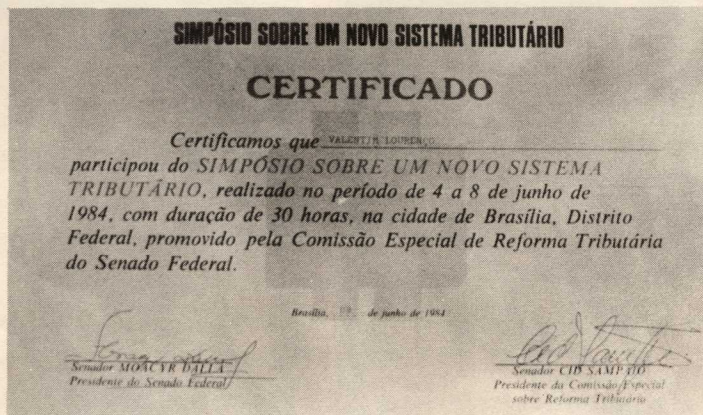 SIMPÓSIO SOBRE UM NOVO SISTEMA TRIBUTÁRIO
CERTIFICADO
Certificamos que VALENTIM LOURENÇO
participou do SIMPÓSIO SOBRE UM NOVO SISTEMA
TRIBUTÁRIO, realizado no período de 4 a 8 de junho de
1984, com duração de 30 horas, na cidade de Brasília, Distrito
Federal, promovido pela Comissão Especial de Reforma Tributária
do Senado Federal.
Brasília, de junho de 1984
Senador MOACYR DALLA
Presidente do Senado Federal
Senador CID SAMPAIO
Presidente da Comissão Especial
sobre Reforma Tributária